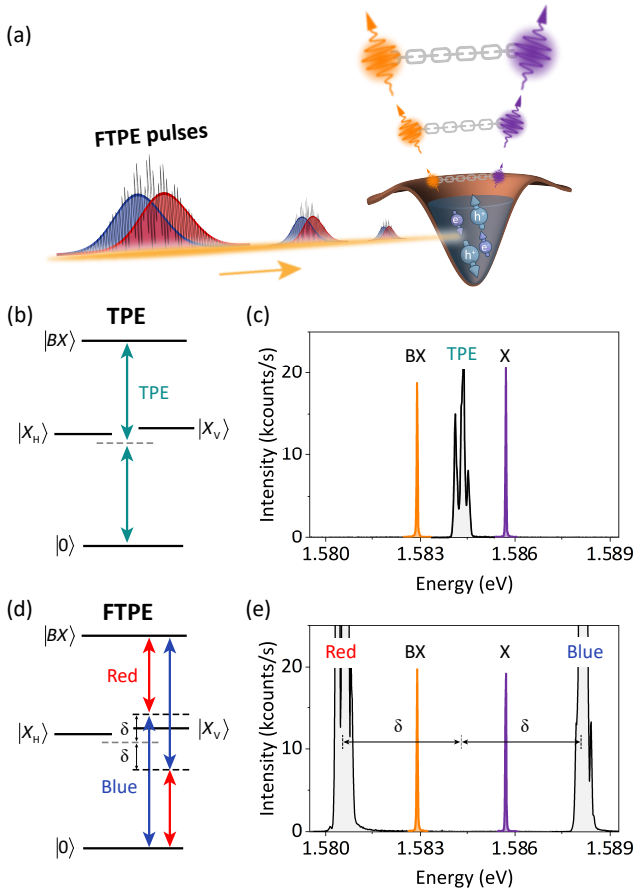 (a)
FTPE pulses
e⁻
h⁺
h⁺
e⁻
(b)
TPE
|BX⟩
TPE
|X_H⟩
|X_V⟩
|0⟩
(c)
BX
TPE
X
Intensity (kcounts/s)
20
10
0
1.580
1.583
1.586
1.589
Energy (eV)
(d)
FTPE
|BX⟩
Red
|X_H⟩
δ
|X_V⟩
δ
Blue
|0⟩
(e)
Red
BX
X
Blue
Intensity (kcounts/s)
20
δ
δ
10
0
1.580
1.583
1.586
1.589
Energy (eV)